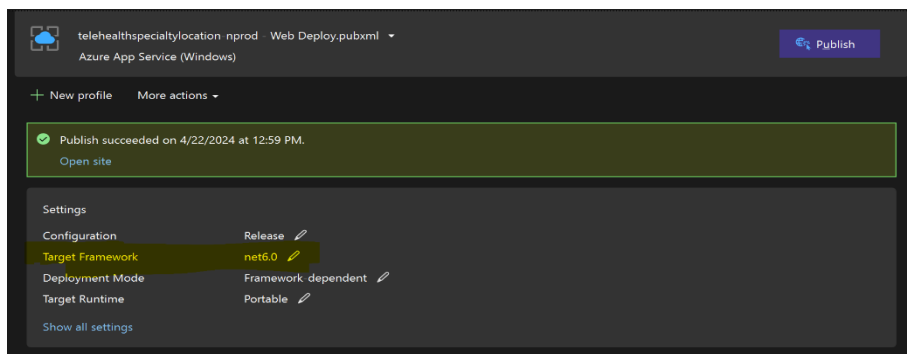 telehealthspecialtylocation-nprod - Web Deploy.pubxml
Azure App Service (Windows)
Publish
New profile More actions
Publish succeeded on 4/22/2024 at 12:59 PM.
Open site
Settings
Configuration Release
Target Framework net6.0
Deployment Mode Framework-dependent
Target Runtime Portable
Show all settings